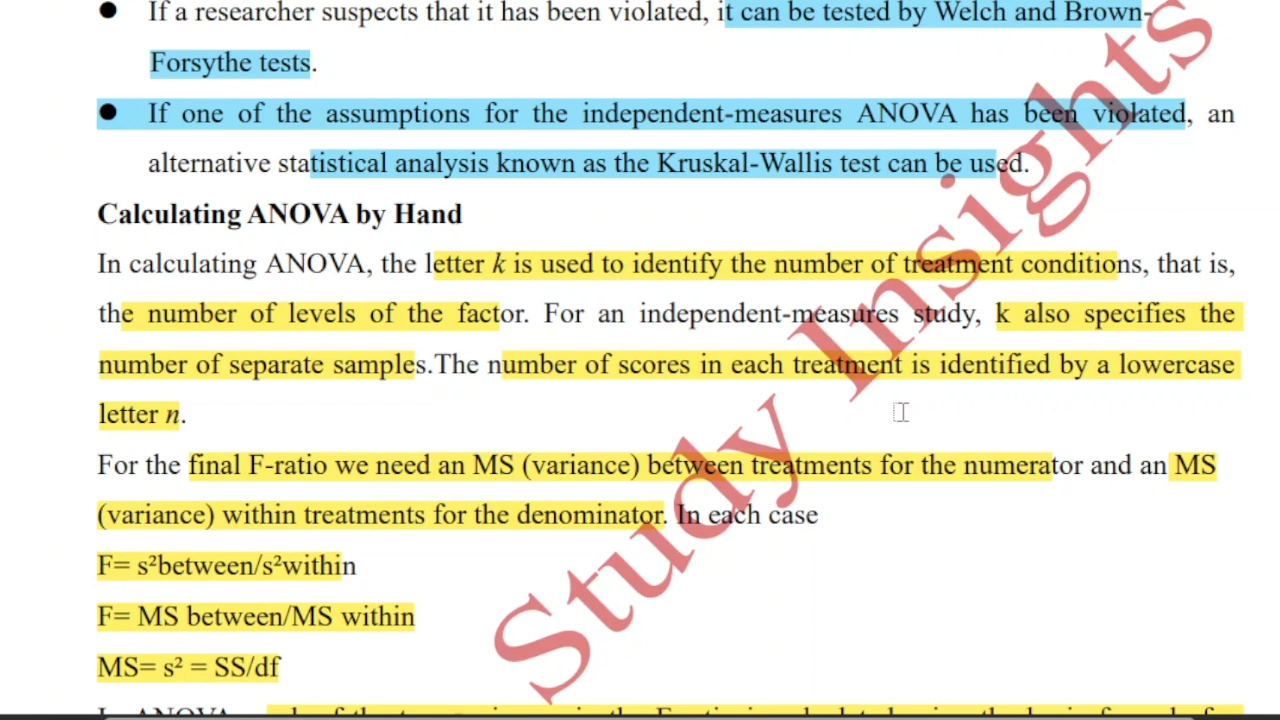 ● If a researcher suspects that it has been violated, it can be tested by Welch and Brown-
Forsythe tests.
● If one of the assumptions for the independent-measures ANOVA has been violated, an
alternative statistical analysis known as the Kruskal-Wallis test can be used.
Calculating ANOVA by Hand
In calculating ANOVA, the letter k is used to identify the number of treatment conditions, that is,
the number of levels of the factor. For an independent-measures study, k also specifies the
number of separate samples.The number of scores in each treatment is identified by a lowercase
letter n.
For the final F-ratio we need an MS (variance) between treatments for the numerator and an MS
(variance) within treatments for the denominator. In each case
F= s²between/s²within
F= MS between/MS within
MS= s² = SS/df
Study Insights